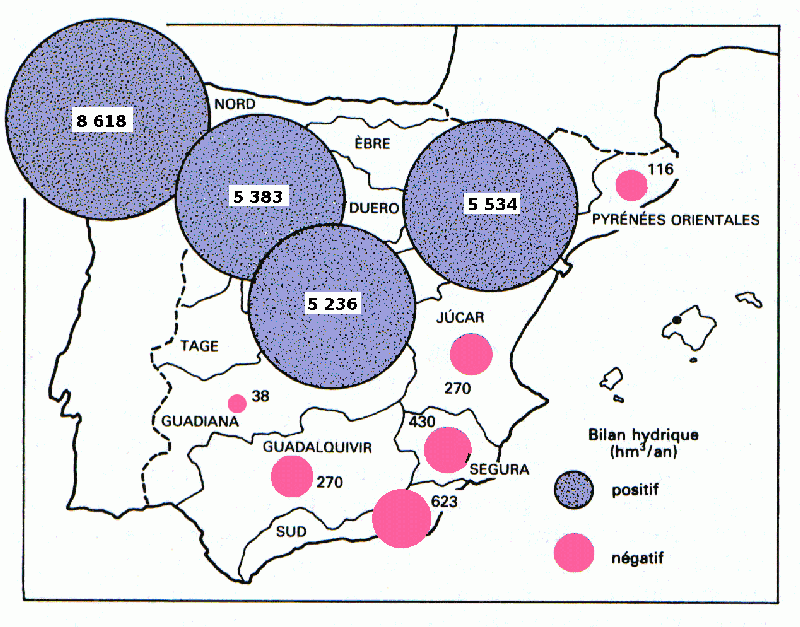 8 618
NORD
ÈBRE
116
5 383
DUERO
5 534
PYRÉNÉES ORIENTALES
5 236
JÚCAR
TAGE
270
38
GUADIANA
430
GUADALQUIVIR
Bilan hydrique
(hm³/an)
SEGURA
270
positif
623
SUD
négatif